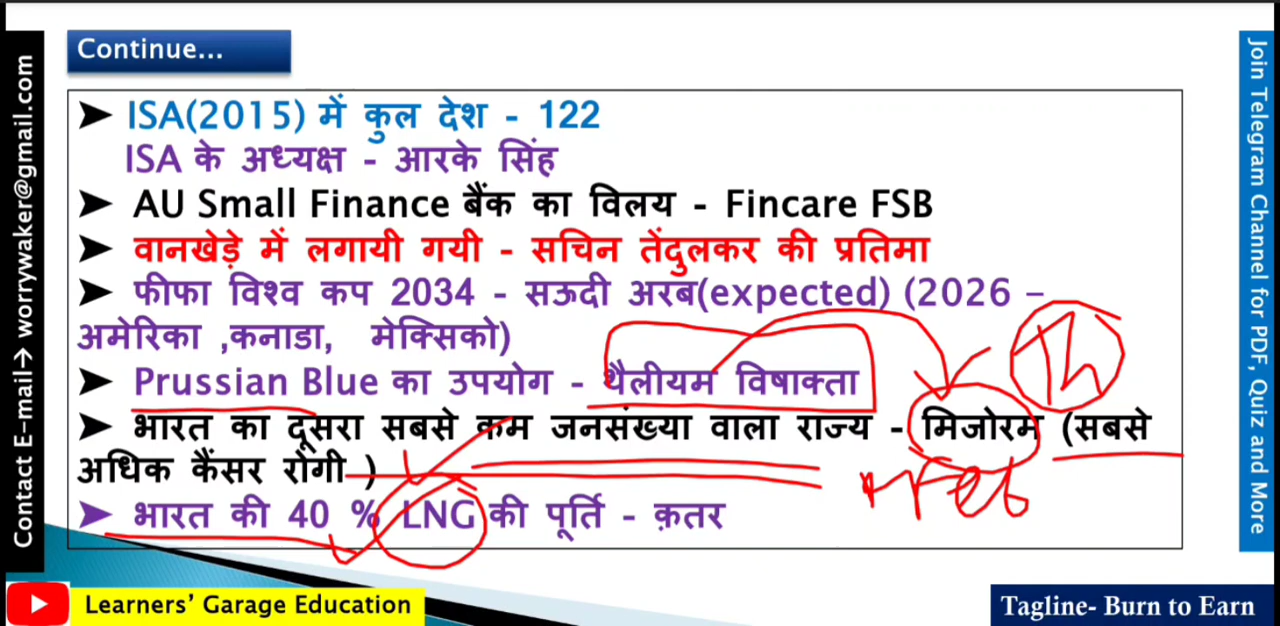 Continue...
➤ ISA(2015) में कुल देश - 122
ISA के अध्यक्ष - आरके सिंह
➤ AU Small Finance बैंक का विलय - Fincare FSB
➤ वानखेड़े में लगायी गयी - सचिन तेंदुलकर की प्रतिमा
➤ फीफा विश्व कप 2034 - सऊदी अरब(expected) (2026 –
अमेरिका ,कनाडा, मेक्सिको)
➤ Prussian Blue का उपयोग - थैलीयम विषाक्ता
Th
➤ भारत का दूसरा सबसे कम जनसंख्या वाला राज्य - मिजोरम (सबसे
अधिक कैंसर रोगी )
➤ भारत की 40 % LNG की पूर्ति - क़तर
Contact E-mail→ worrywaker@gmail.com
Join Telegram Channel for PDF, Quiz and More
Learners’ Garage Education
Tagline- Burn to Earn